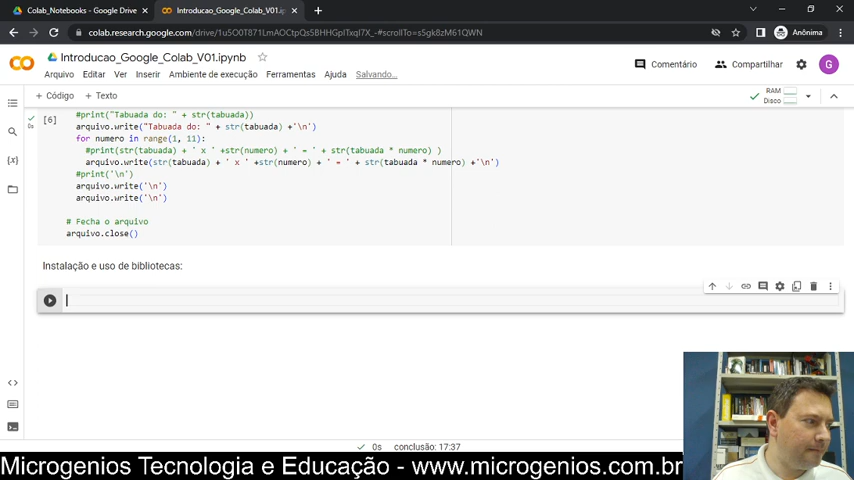 Colab_Notebooks - Google Drive
Introducao_Google_Colab_V01.ip
colab.research.google.com/drive/1u5O0T871LmAOCtpQs5BHHGpITxqI7X_-#scrollTo=s5gk8zM61QWN
Anônima
Introducao_Google_Colab_V01.ipynb
Comentário
Compartilhar
G
Arquivo Editar Ver Inserir Ambiente de execução Ferramentas Ajuda Salvando...
+ Código + Texto
RAM
Disco
[6]
0s
#print("Tabuada do: " + str(tabuada))
arquivo.write("Tabuada do: " + str(tabuada) +'\n')
for numero in range(1, 11):
#print(str(tabuada) + ' x ' +str(numero) + ' = ' + str(tabuada * numero) )
arquivo.write(str(tabuada) + ' x ' +str(numero) + ' = ' + str(tabuada * numero) +'\n')
#print('\n')
arquivo.write('\n')
arquivo.write('\n')
# Fecha o arquivo
arquivo.close()
Instalação e uso de bibliotecas:
0s conclusão: 17:37
Microgenios Tecnologia e Educação - www.microgenios.com.br